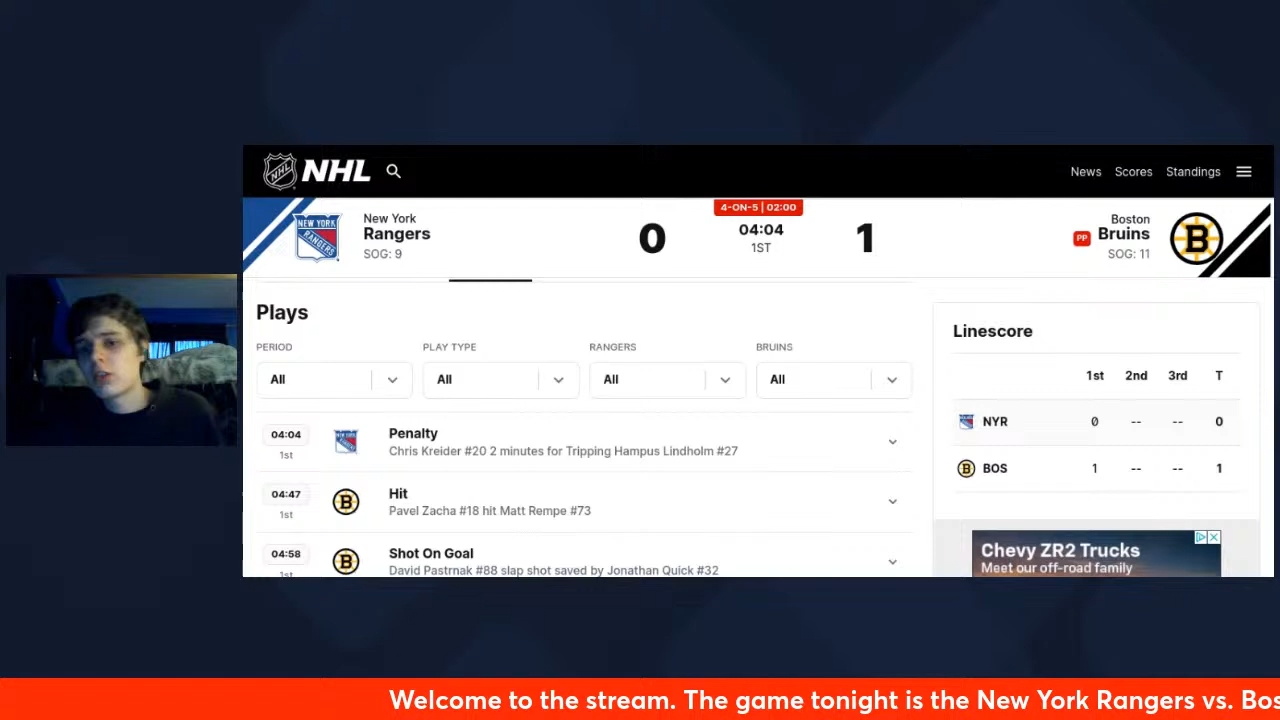 NHL
News Scores Standings
NEW YORK
RANGERS
New York
Rangers
SOG: 9
0
4-ON-5 | 02:00
04:04
1ST
1
PP
Boston
Bruins
SOG: 11
B
Plays
PERIOD PLAY TYPE RANGERS BRUINS
All All All All
04:04
1st
Penalty
Chris Kreider #20 2 minutes for Tripping Hampus Lindholm #27
04:47
1st
B
Hit
Pavel Zacha #18 hit Matt Rempe #73
04:58
1st
B
Shot On Goal
David Pastrnak #88 slap shot saved by Jonathan Quick #32
Linescore
1st 2nd 3rd T
NYR 0 -- -- 0
B BOS 1 -- -- 1
Chevy ZR2 Trucks
Meet our off-road family
Welcome to the stream. The game tonight is the New York Rangers vs. Bos